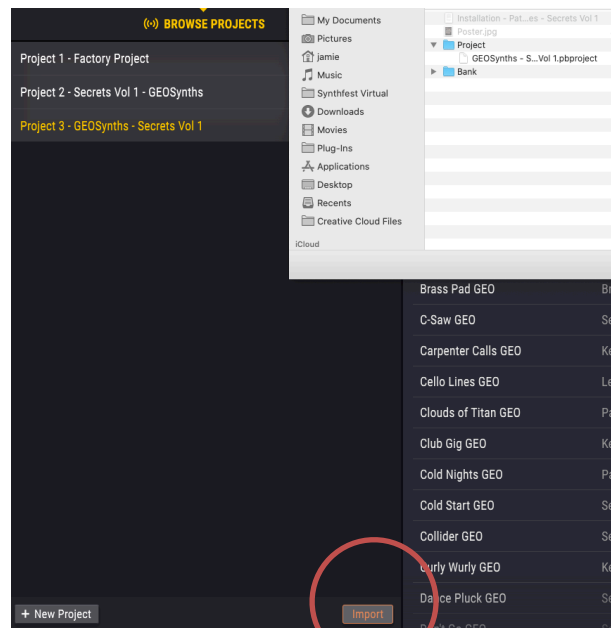 BROWSE PROJECTS
Project 1 - Factory Project
Project 2 - Secrets Vol 1 - GEOSynths
Project 3 - GEOSynths - Secrets Vol 1
+ New Project
Import
My Documents
Pictures
jamie
Music
Synthfest Virtual
Downloads
Movies
Plug-Ins
Applications
Desktop
Recents
Creative Cloud Files
iCloud
Installation - Pat...es - Secrets Vol 1
Poster.jpg
Project
GEOSynths - S...Vol 1.pbproject
Bank
Brass Pad GEO
C-Saw GEO
Carpenter Calls GEO
Cello Lines GEO
Clouds of Titan GEO
Club Gig GEO
Cold Nights GEO
Cold Start GEO
Collider GEO
Curly Wurly GEO
Dance Pluck GEO